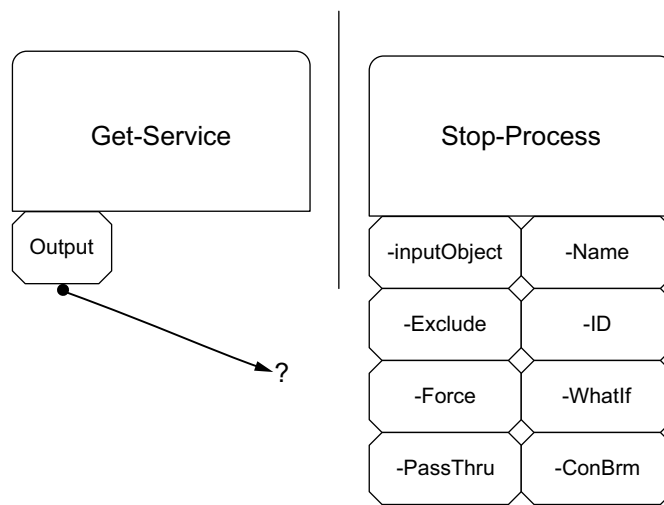 Get-Service
Stop-Process
Output
-inputObject
-Name
-Exclude
-ID
?
-Force
-WhatIf
-PassThru
-ConBrm